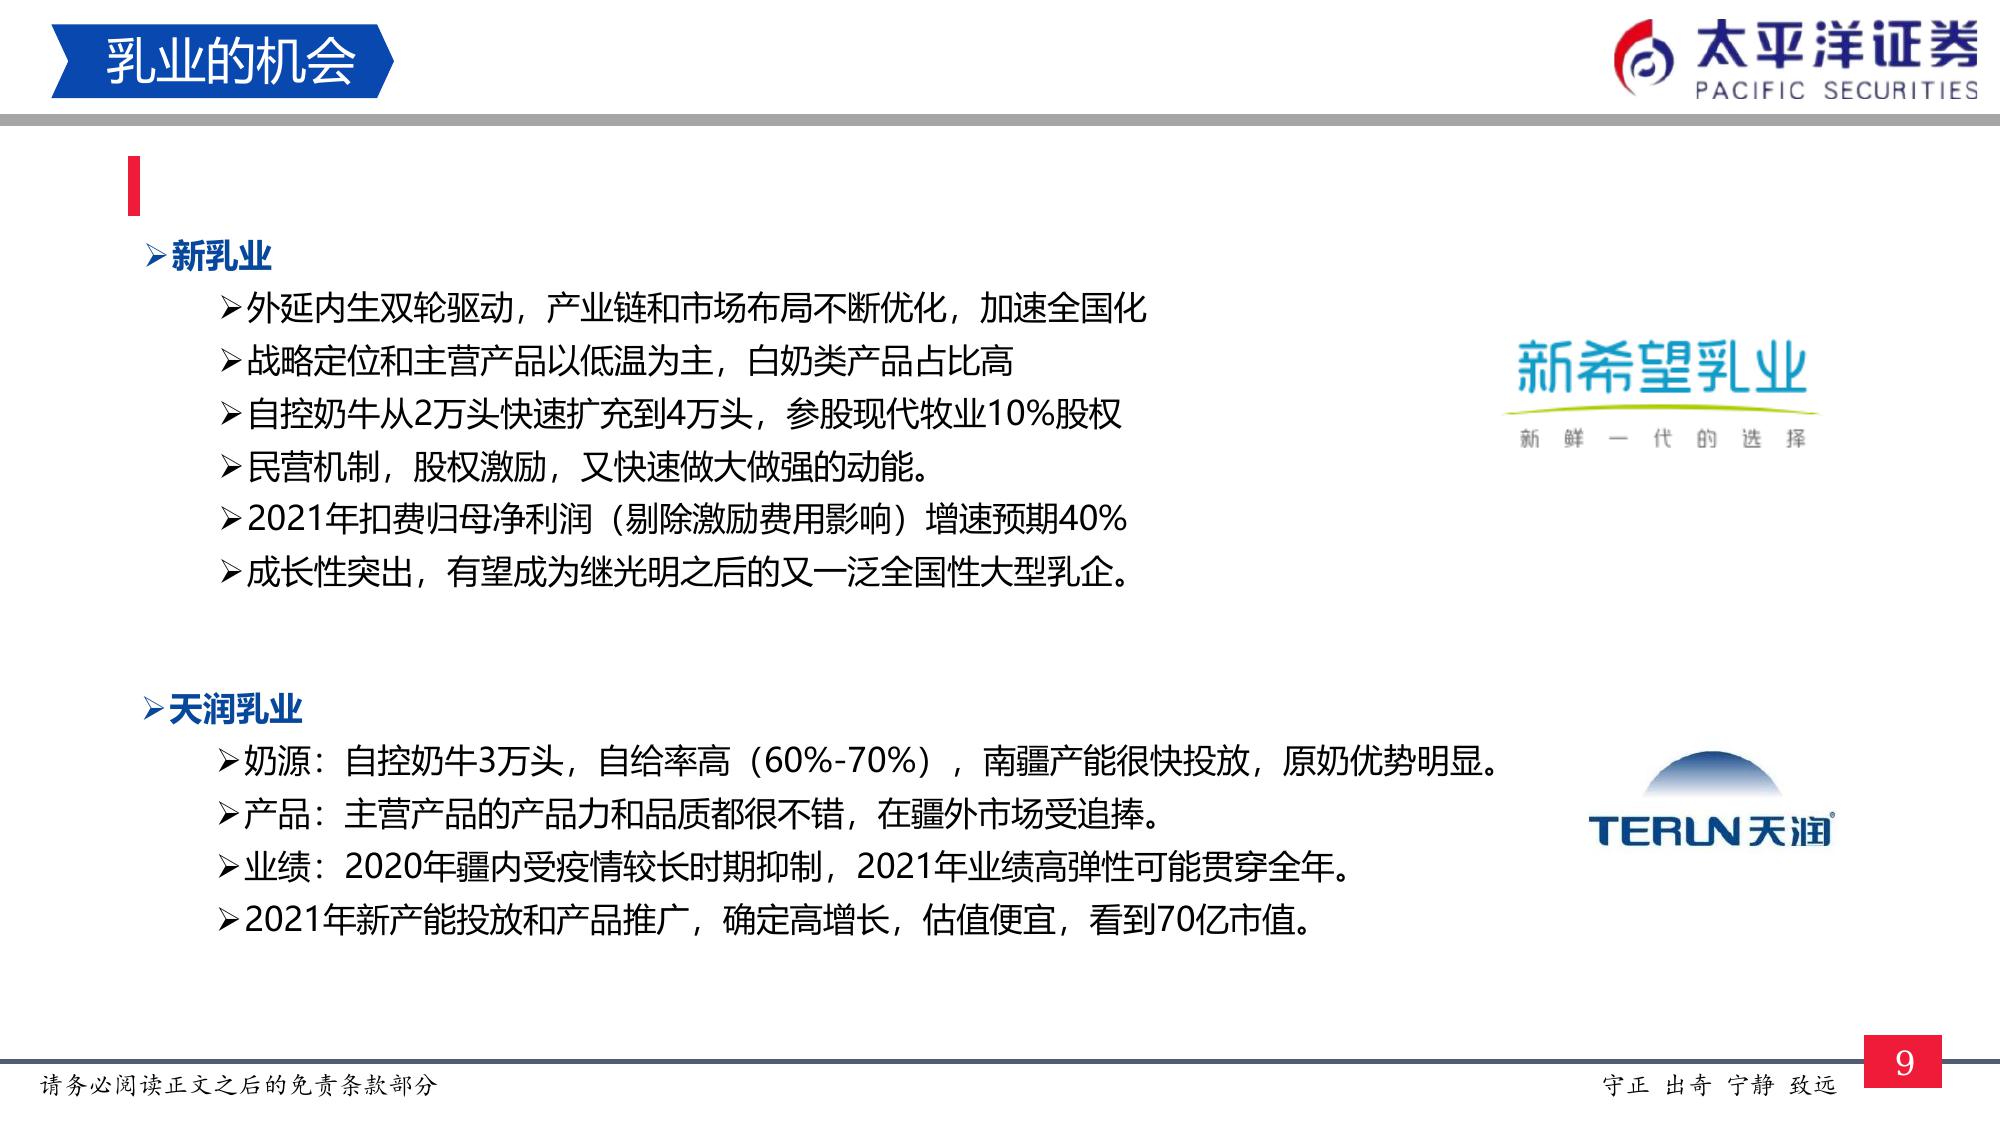 乳业的机会
太平洋证券
PACIFIC SECURITIES
新乳业
外延内生双轮驱动，产业链和市场布局不断优化，加速全国化
战略定位和主营产品以低温为主，白奶类产品占比高
自控奶牛从2万头快速扩充到4万头，参股现代牧业10%股权
民营机制，股权激励，又快速做大做强的动能。
2021年扣费归母净利润（剔除激励费用影响）增速预期40%
成长性突出，有望成为继光明之后的又一泛全国性大型乳企。
新希望乳业
新鲜一代的选择
天润乳业
奶源：自控奶牛3万头，自给率高（60%-70%），南疆产能很快投放，原奶优势明显。
产品：主营产品的产品力和品质都很不错，在疆外市场受追捧。
业绩：2020年疆内受疫情较长时期抑制，2021年业绩高弹性可能贯穿全年。
2021年新产能投放和产品推广，确定高增长，估值便宜，看到70亿市值。
TERUN天润®
请务必阅读正文之后的免责条款部分
守正 出奇 宁静 致远
9